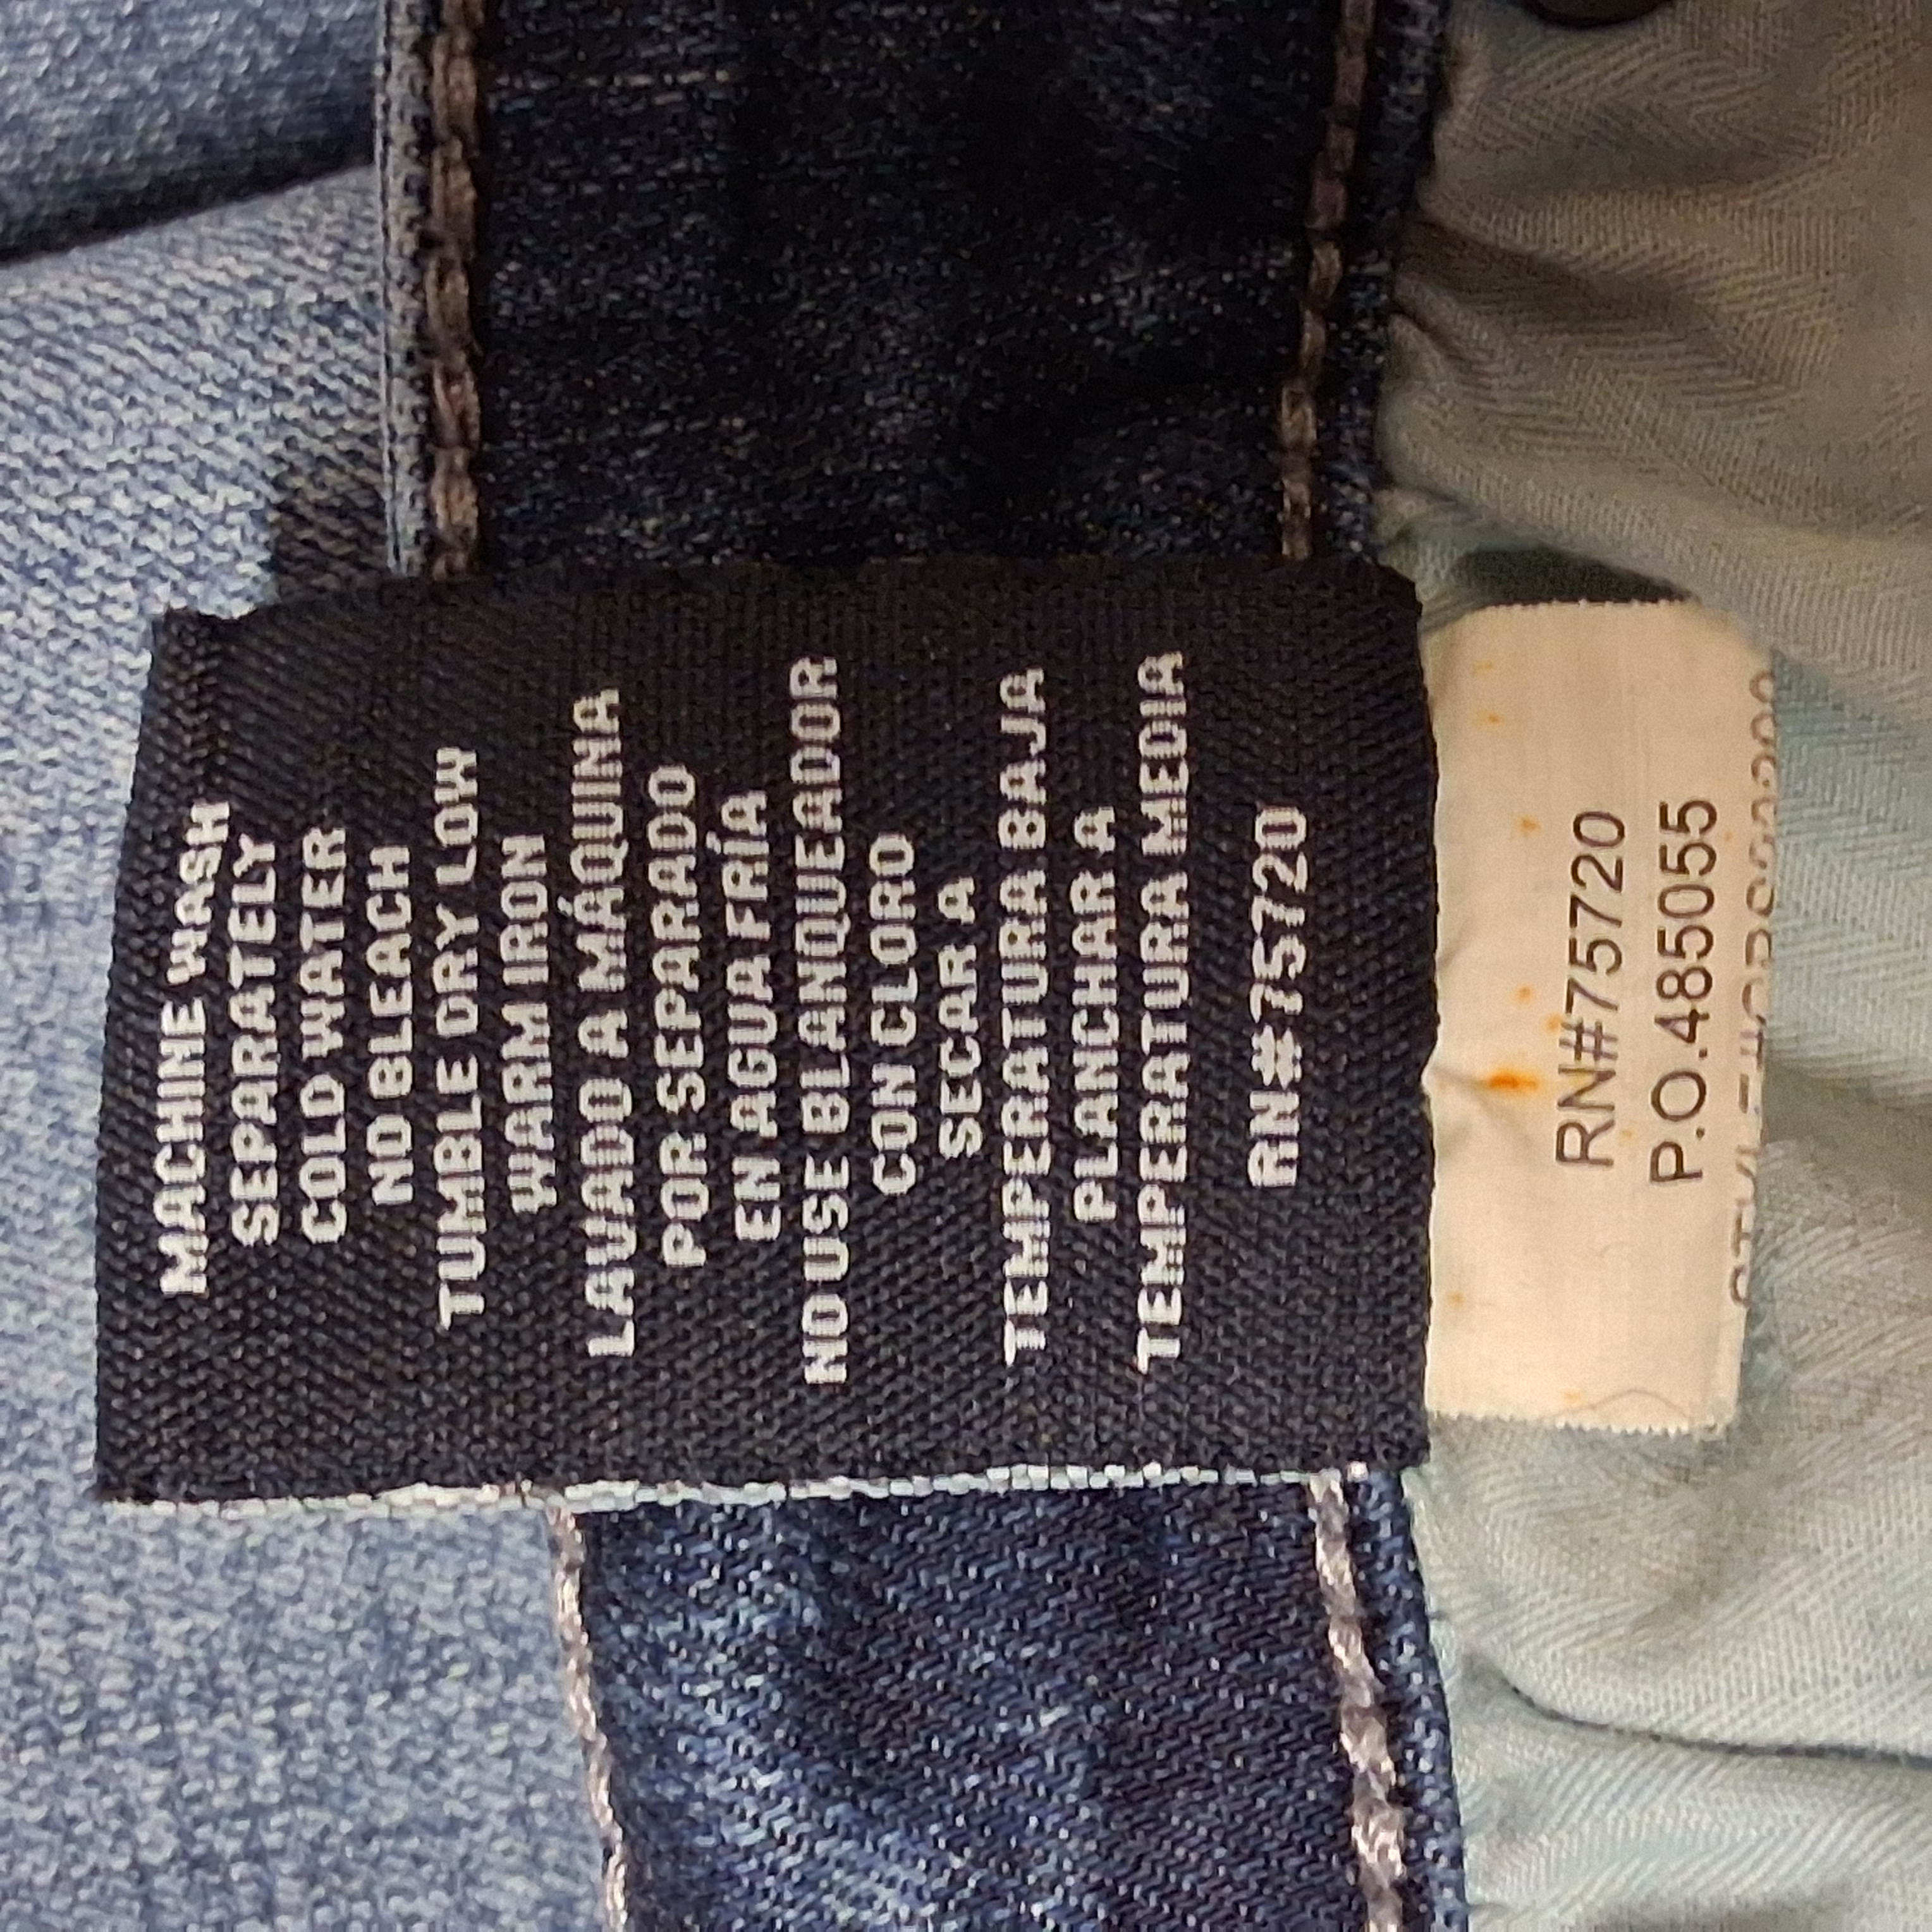 MACHINE WASH
SEPARATELY
COLD WATER
NO BLEACH
TUMBLE DRY LOW
WARM IRON
LAVADO A MÁQUINA
POR SEPARADO
EN AGUA FRÍA
NO USE BLANQUEADOR
CON CLORO
SECAR A
TEMPERATURA BAJA
PLANCHAR A
TEMPERATURA MEDIA
RN#75720
RN#75720
P.O.485055